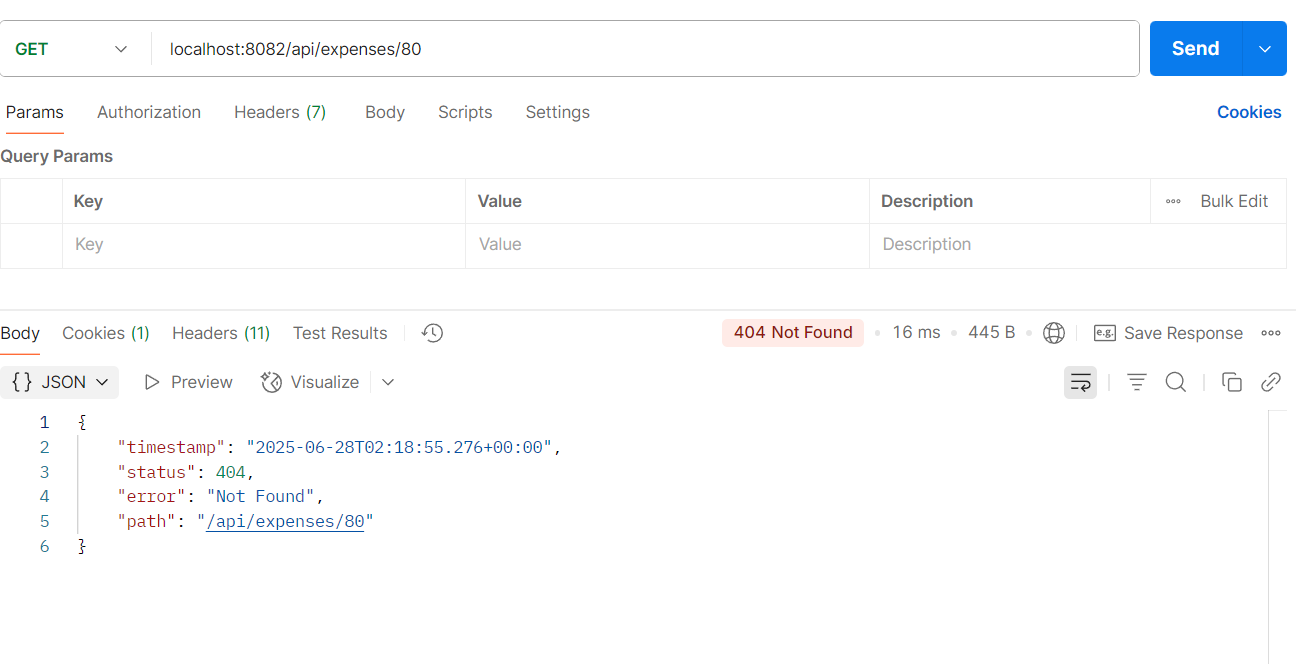 GET localhost:8082/api/expenses/80 Send
Params Authorization Headers (7) Body Scripts Settings Cookies
Query Params
Key Value Description Bulk Edit
Key Value Description
Body Cookies (1) Headers (11) Test Results 404 Not Found 16 ms 445 B e.g. Save Response
{} JSON Preview Visualize
1 {
2 "timestamp": "2025-06-28T02:18:55.276+00:00",
3 "status": 404,
4 "error": "Not Found",
5 "path": "/api/expenses/80"
6 }